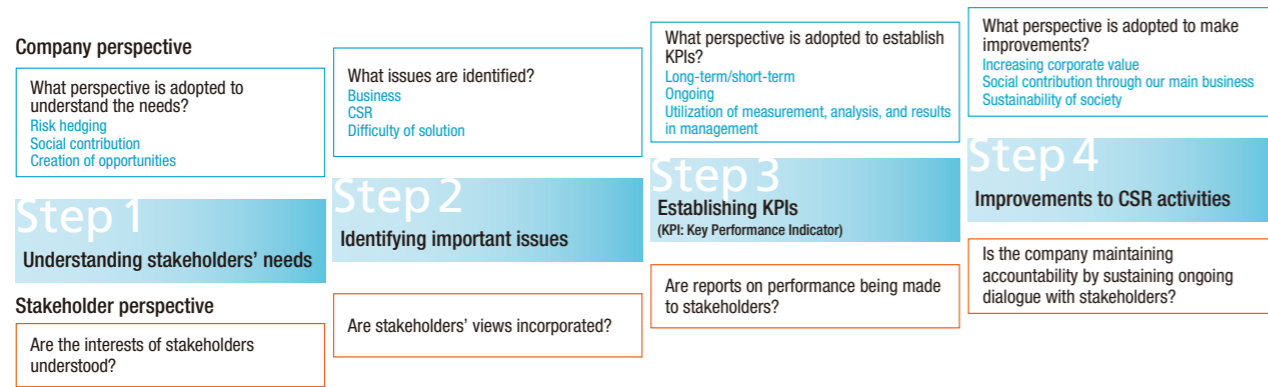 Company perspective
What perspective is adopted to
understand the needs?
Risk hedging
Social contribution
Creation of opportunities
Step 1
Understanding stakeholders' needs
Stakeholder perspective
Are the interests of stakeholders
understood?
What issues are identified?
Business
CSR
Difficulty of solution
Step 2
Identifying important issues
Are stakeholders' views incorporated?
What perspective is adopted to establish
KPIs?
Long-term/short-term
Ongoing
Utilization of measurement, analysis, and results
in management
Step 3
Establishing KPIs
(KPI: Key Performance Indicator)
Are reports on performance being made
to stakeholders?
What perspective is adopted to make
improvements?
Increasing corporate value
Social contribution through our main business
Sustainability of society
Step 4
Improvements to CSR activities
Is the company maintaining
accountability by sustaining ongoing
dialogue with stakeholders?